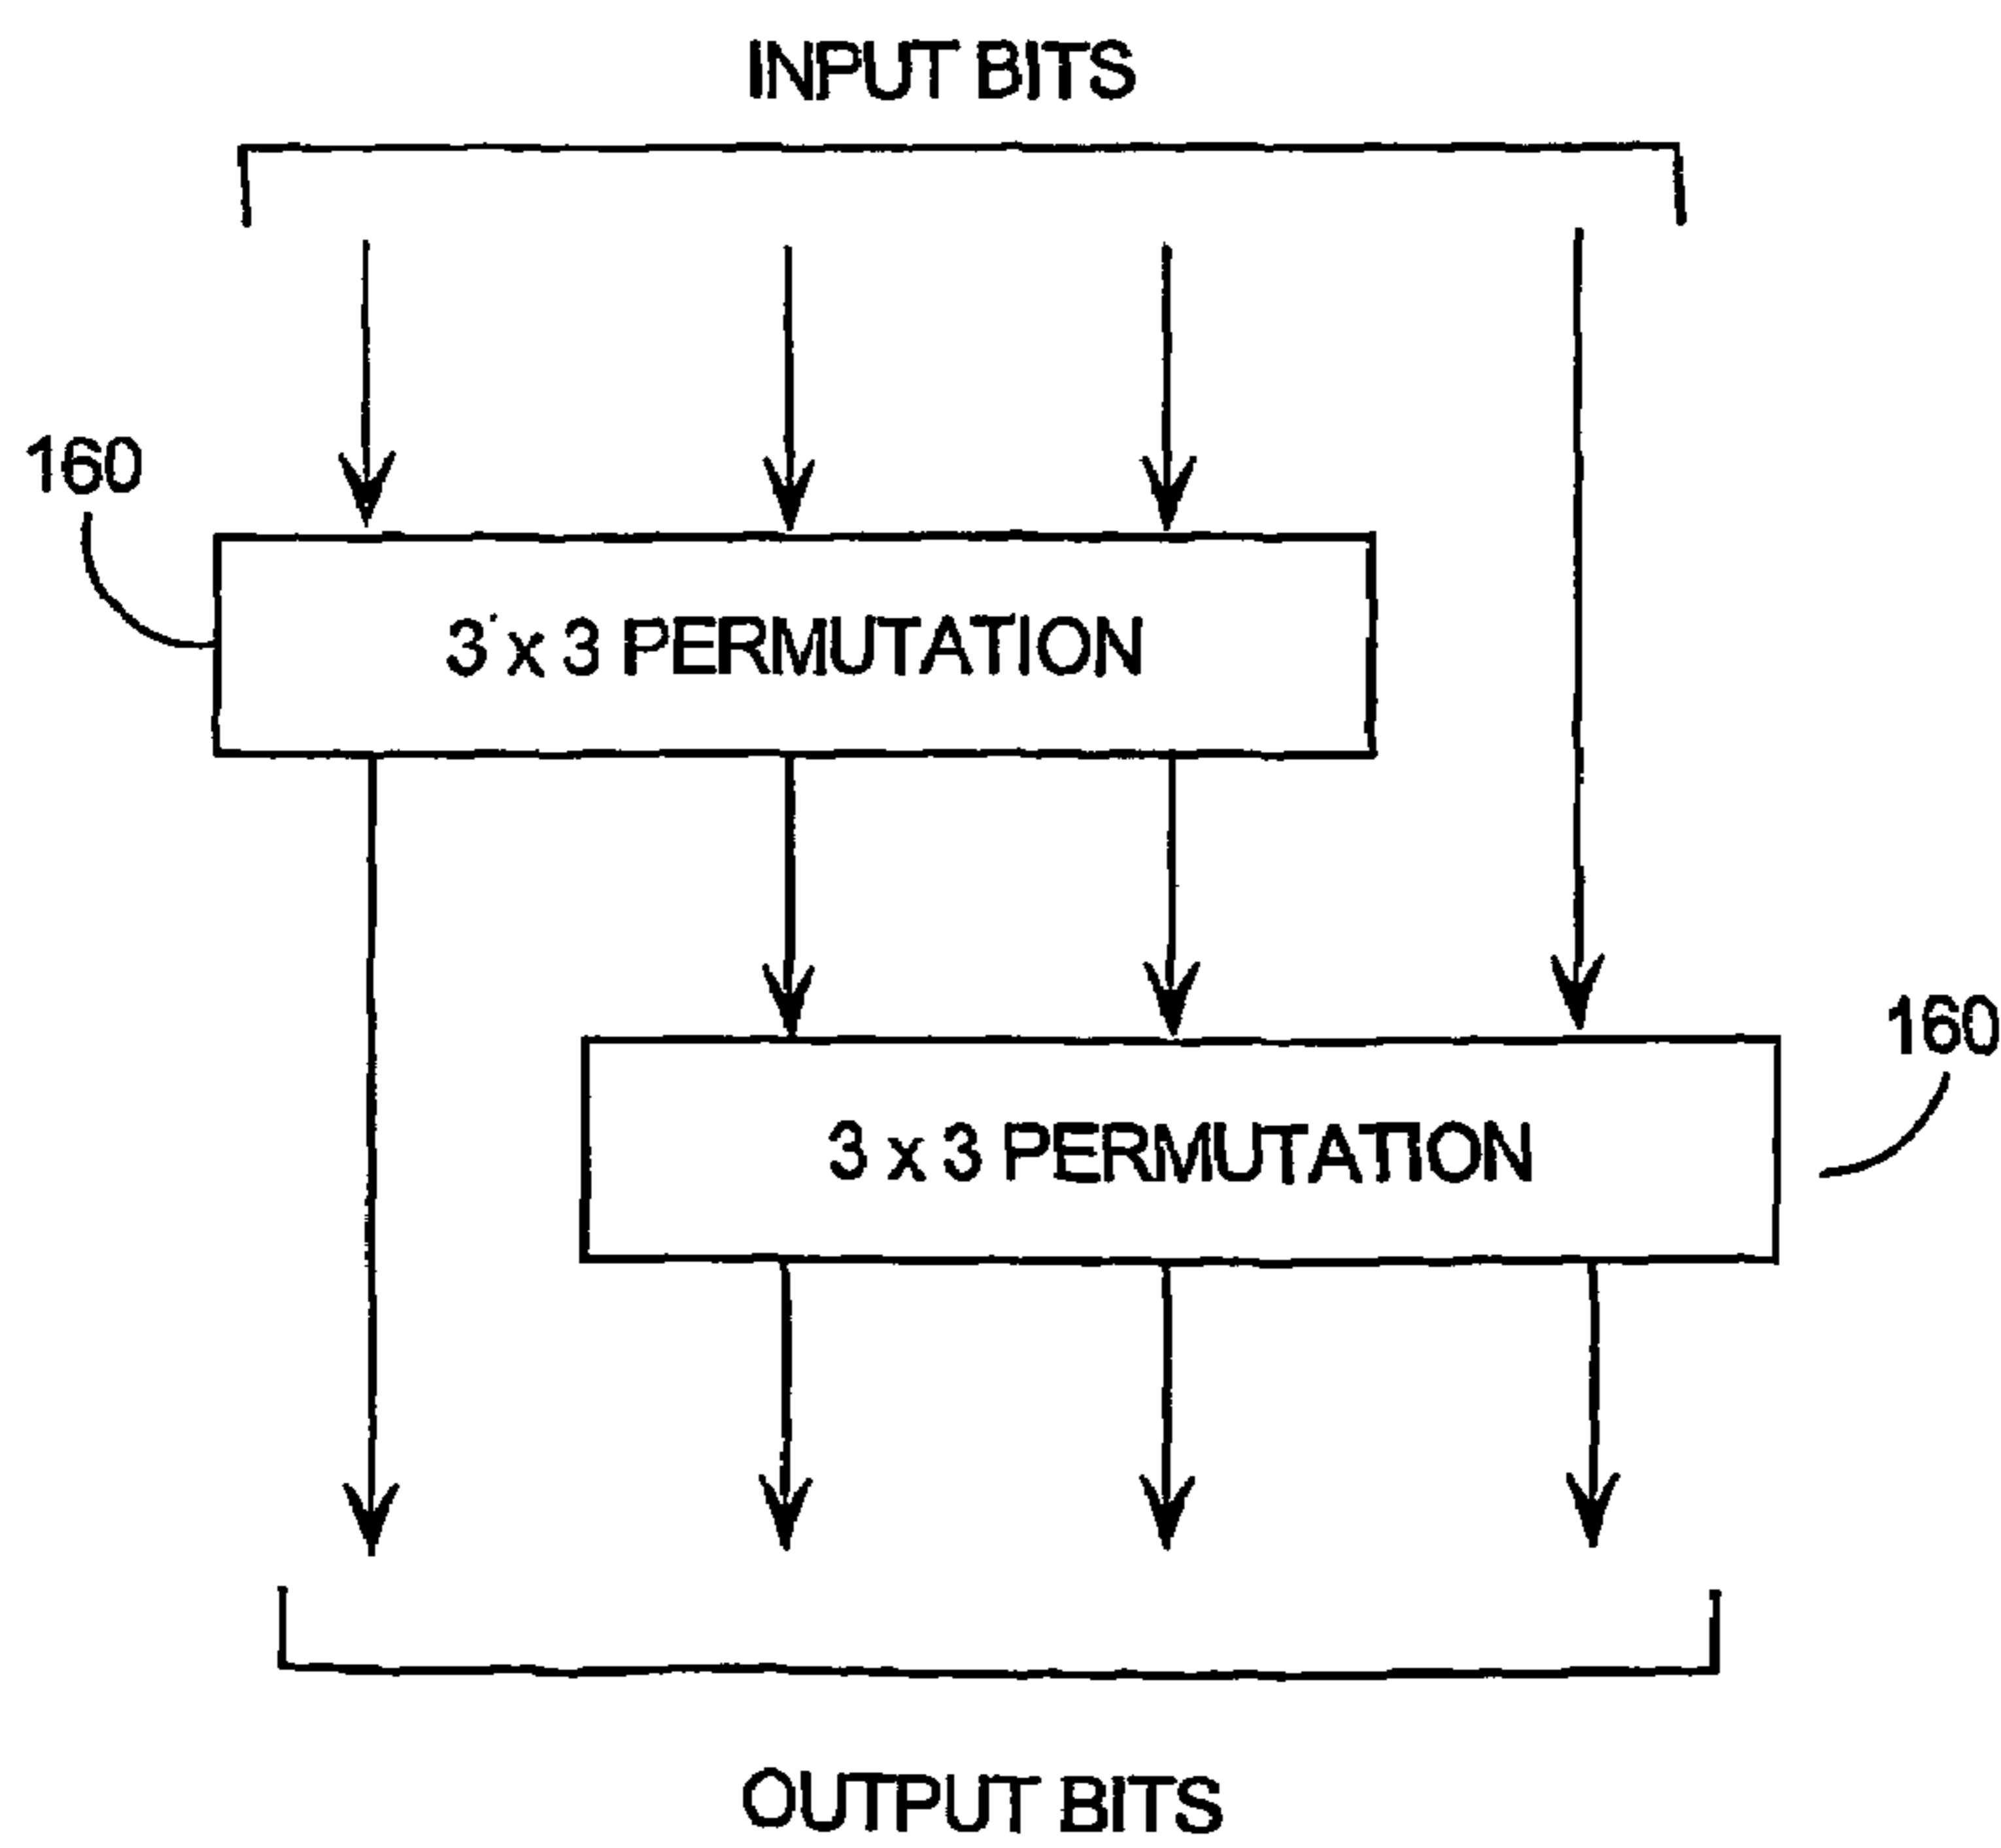 INPUT BITS
160
3 x 3 PERMUTATION
160
3 x 3 PERMUTATION
OUTPUT BITS